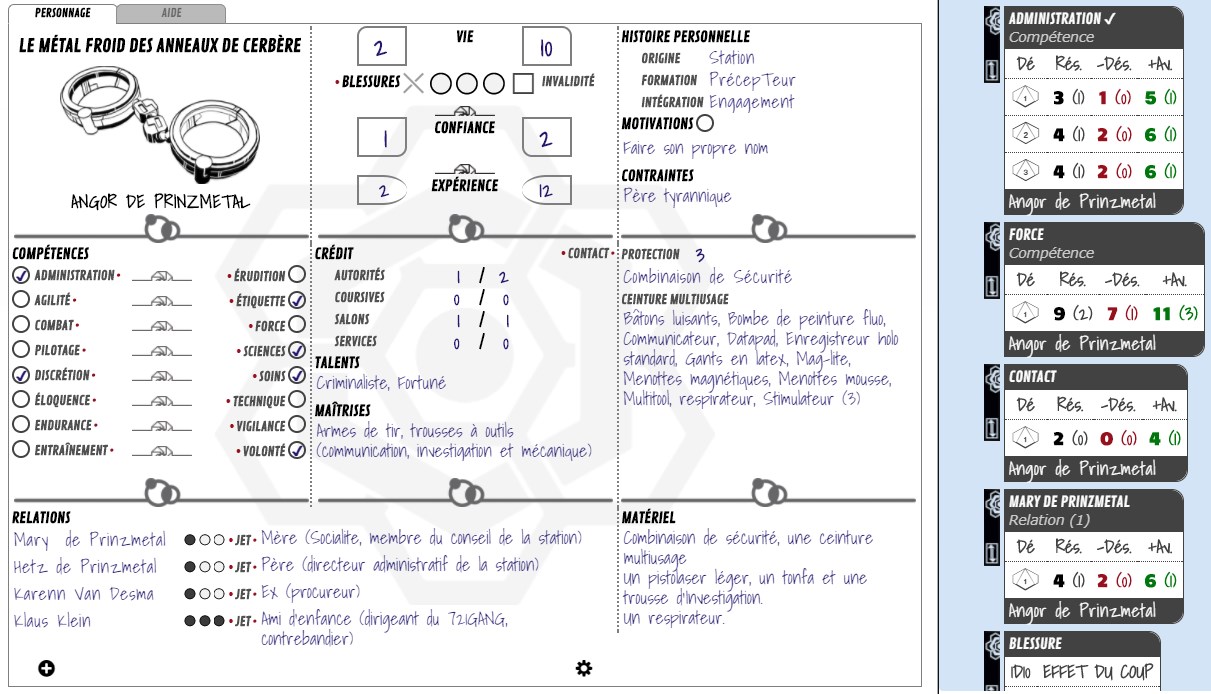 PERSONNAGE
AIDE
LE MÉTAL FROID DES ANNEAUX DE CERBÈRE
ANGOR DE PRINZMETAL
2 VIE 10
• BLESSURES INVALIDITÉ
CONFIANCE
1 2
EXPÉRIENCE
2 12
HISTOIRE PERSONNELLE
ORIGINE Station
FORMATION PrécepTeur
INTÉGRATION Engagement
MOTIVATIONS
Faire son propre nom
CONTRAINTES
Père tyrannique
COMPÉTENCES
ADMINISTRATION • • ÉRUDITION
AGILITÉ • • ÉTIQUETTE
COMBAT • • FORCE
PILOTAGE • • SCIENCES
DISCRÉTION • • SOINS
ÉLOQUENCE • • TECHNIQUE
ENDURANCE • • VIGILANCE
ENTRAÎNEMENT • • VOLONTÉ
CRÉDIT • CONTACT •
AUTORITÉS 1 / 2
COURSIVES 0 / 0
SALONS 1 / 1
SERVICES 0 / 0
TALENTS
Criminaliste, Fortuné
MAÎTRISES
Armes de tir, trousses à outils
(communication, investigation et mécanique)
PROTECTION 3
Combinaison de Sécurité
CEINTURE MULTIUSAGE
Bâtons luisants, Bombe de peinture fluo,
Communicateur, Datapad, Enregistreur holo
standard, Gants en latex, Mag-lite,
Menottes magnétiques, Menottes mousse,
Multitool, respirateur, Stimulateur (3)
RELATIONS
Mary de Prinzmetal • JET • Mère (Socialite, membre du conseil de la station)
Hetz de Prinzmetal • JET • Père (directeur administratif de la station)
Karenn Van Desma • JET • Ex (procureur)
Klaus Klein • JET • Ami d'enfance (dirigeant du 721GANG,
contrebandier)
MATÉRIEL
Combinaison de sécurité, une ceinture
multiusage
Un pistolaser léger, un tonfa et une
trousse d'investigation.
Un respirateur.
ADMINISTRATION ✓
Compétence
Dé Rés. -Dés. +Av.
1 3 (1) 1 (0) 5 (1)
2 4 (1) 2 (0) 6 (1)
3 4 (1) 2 (0) 6 (1)
Angor de Prinzmetal
FORCE
Compétence
Dé Rés. -Dés. +Av.
1 9 (2) 7 (1) 11 (3)
Angor de Prinzmetal
CONTACT
Dé Rés. -Dés. +Av.
1 2 (0) 0 (0) 4 (1)
Angor de Prinzmetal
MARY DE PRINZMETAL
Relation (1)
Dé Rés. -Dés. +Av.
1 4 (1) 2 (0) 6 (1)
Angor de Prinzmetal
BLESSURE
1D10 EFFET DU COUP